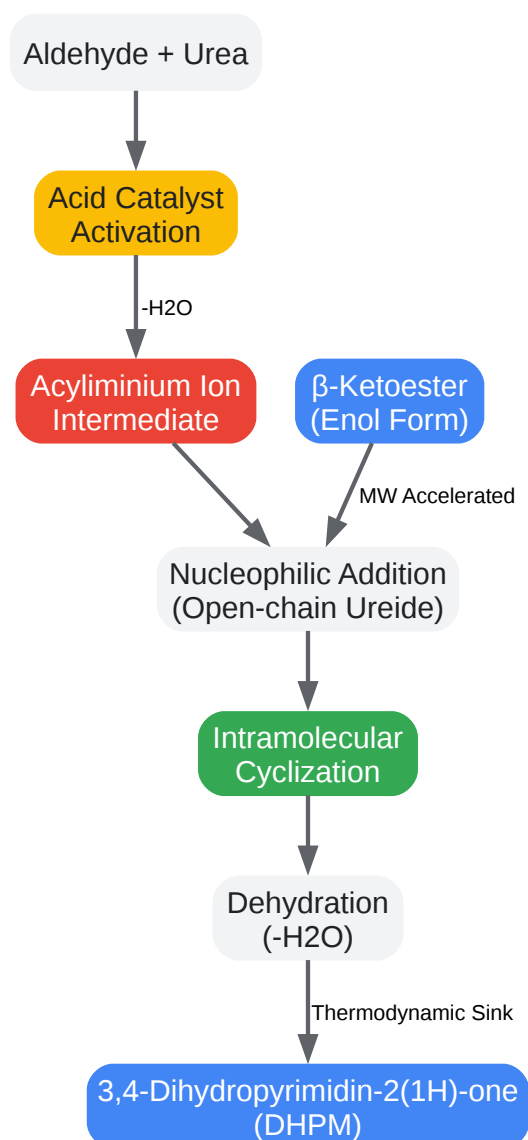 Aldehyde + Urea
Acid Catalyst
Activation
-H2O
Acyliminium Ion
Intermediate
β-Ketoester
(Enol Form)
MW Accelerated
Nucleophilic Addition
(Open-chain Ureide)
Intramolecular
Cyclization
Dehydration
(-H2O)
Thermodynamic Sink
3,4-Dihydropyrimidin-2(1H)-one
(DHPM)